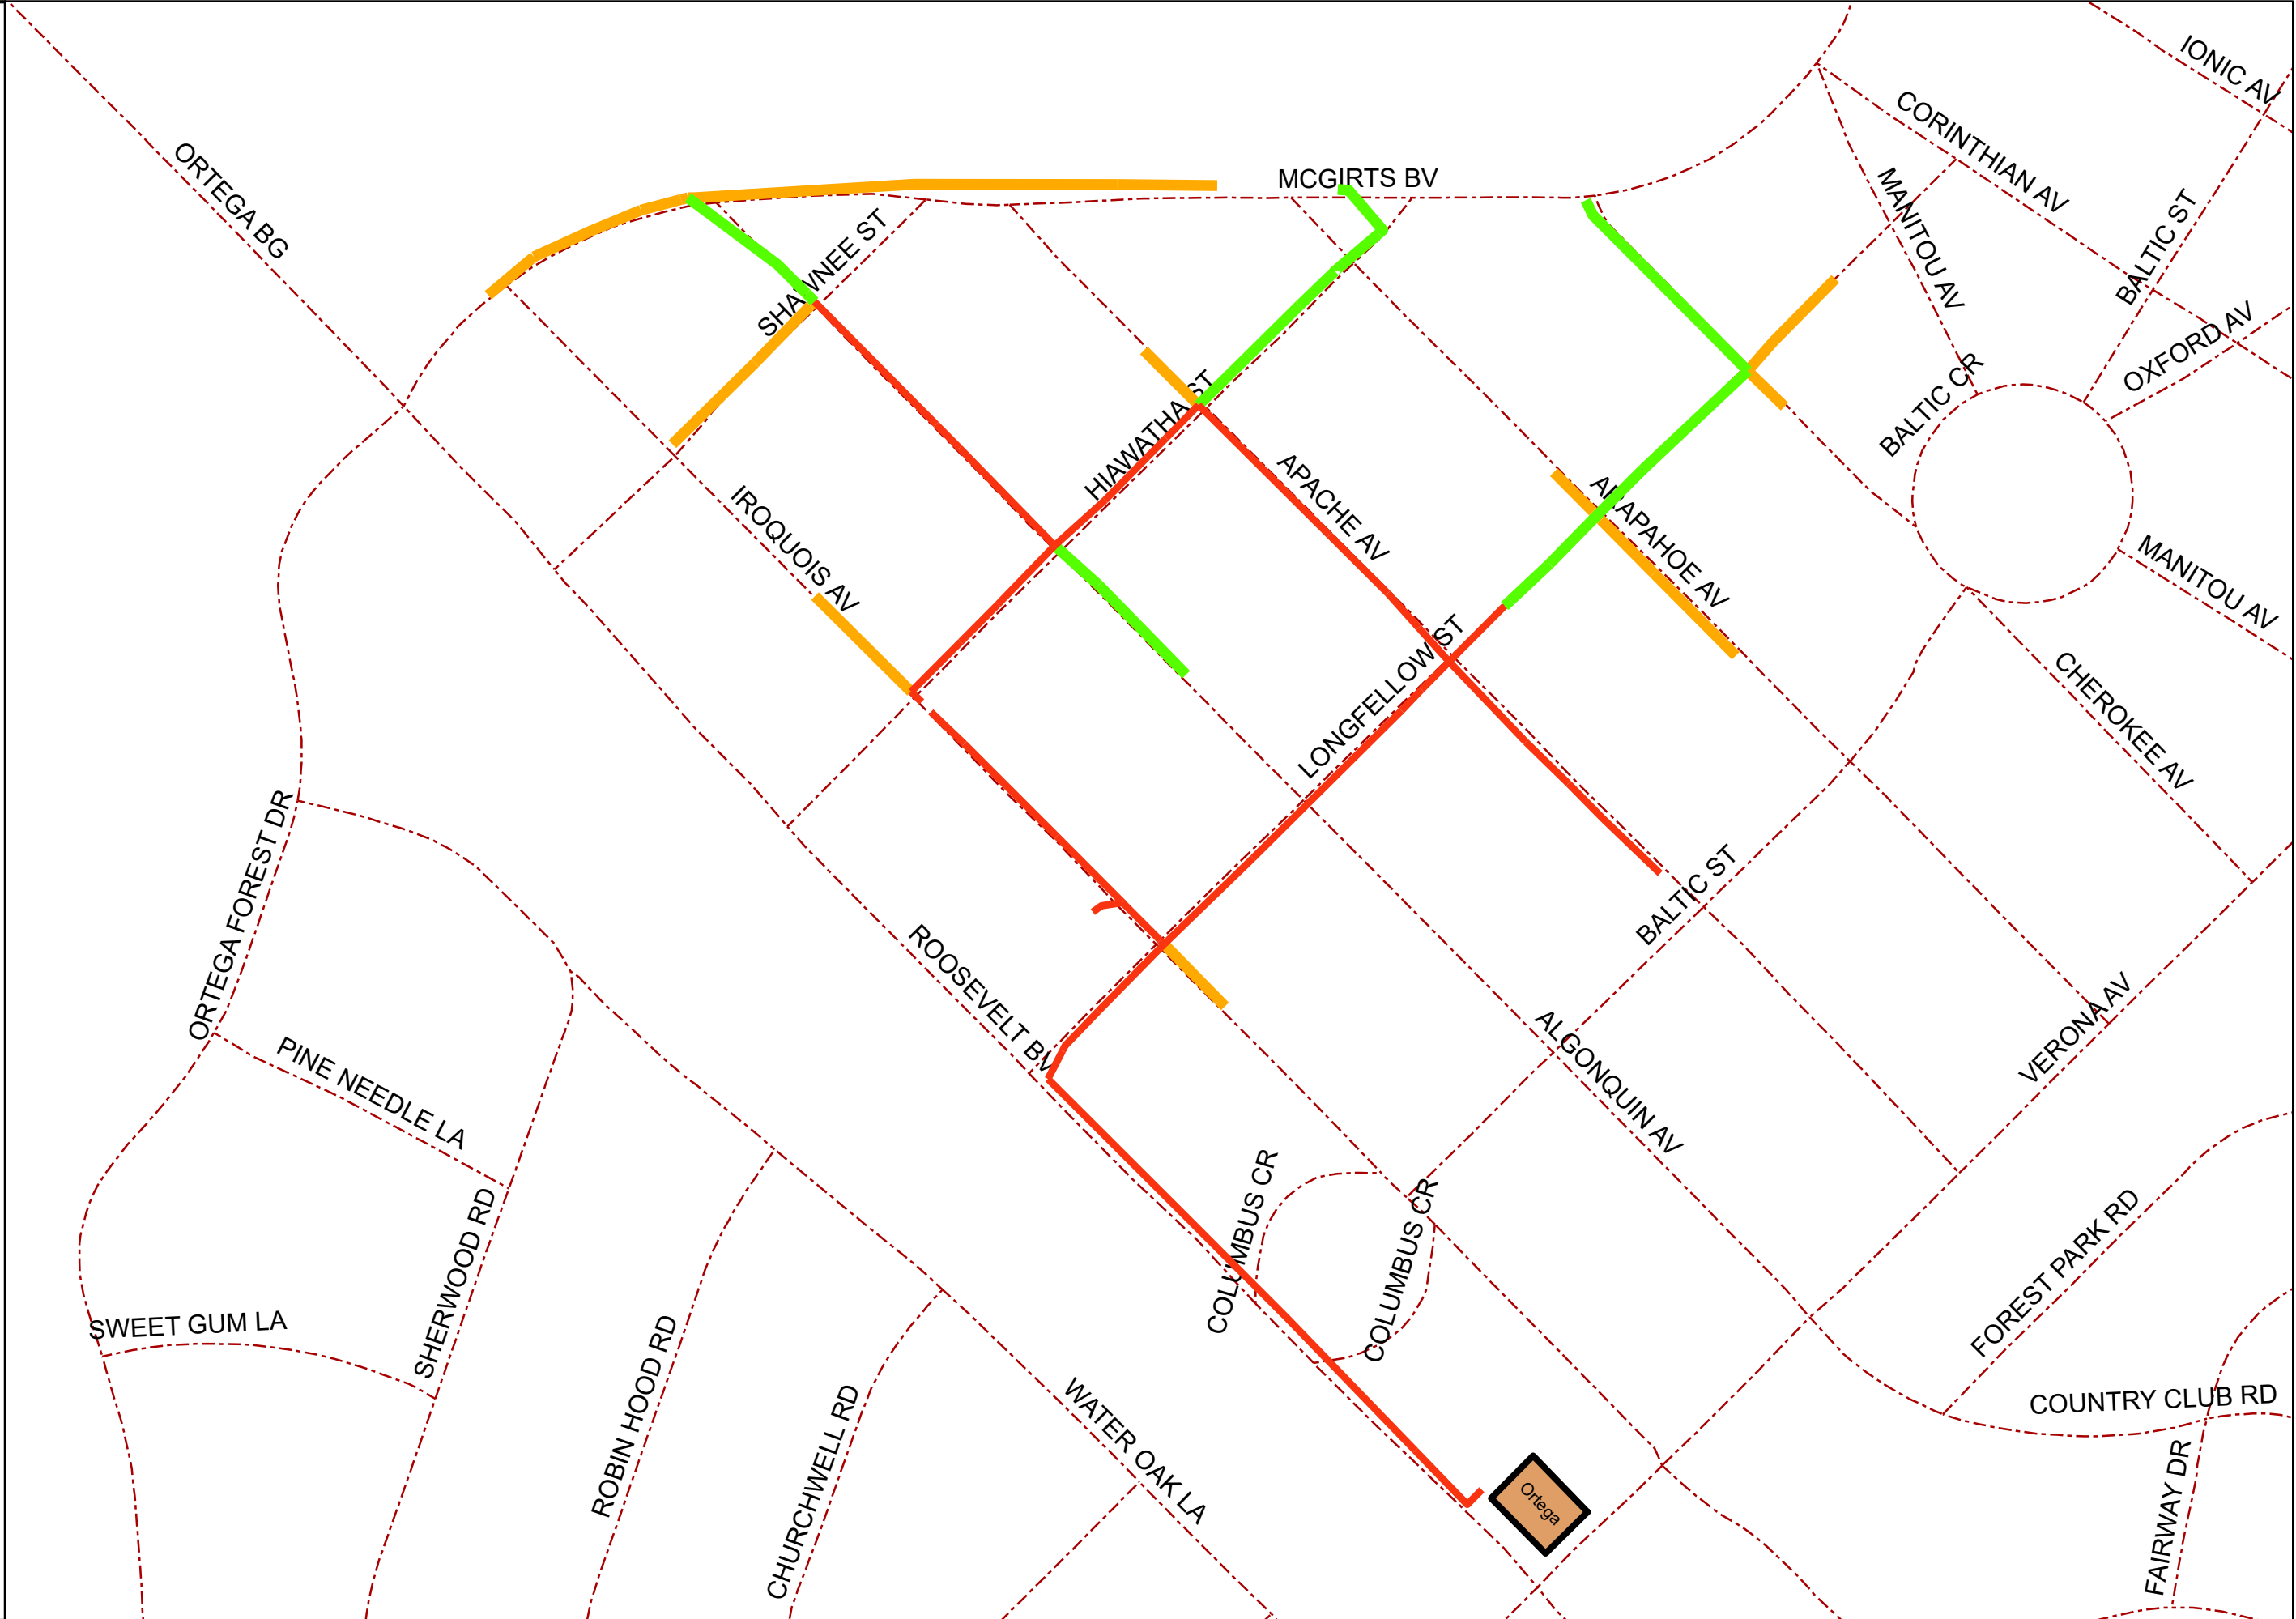 IONIC AV
CORINTHIAN AV
ORTEGA BG
MCGIRTS BV
MANITOU AV
BALTIC ST
SHAWNEE ST
OXFORD AV
BALTIC CR
HIAWATHA ST
APACHE AV
ARAPAHOE AV
IROQUOIS AV
MANITOU AV
LONGFELLOW ST
CHEROKEE AV
ORTEGA FOREST DR
BALTIC ST
ROOSEVELT BV
VERONA AV
ALGONQUIN AV
PINE NEEDLE LA
COLUMBUS CR
COLUMBUS CR
FOREST PARK RD
SHERWOOD RD
SWEET GUM LA
ROBIN HOOD RD
CHURCHWELL RD
WATER OAK LA
COUNTRY CLUB RD
FAIRWAY DR
Ortega